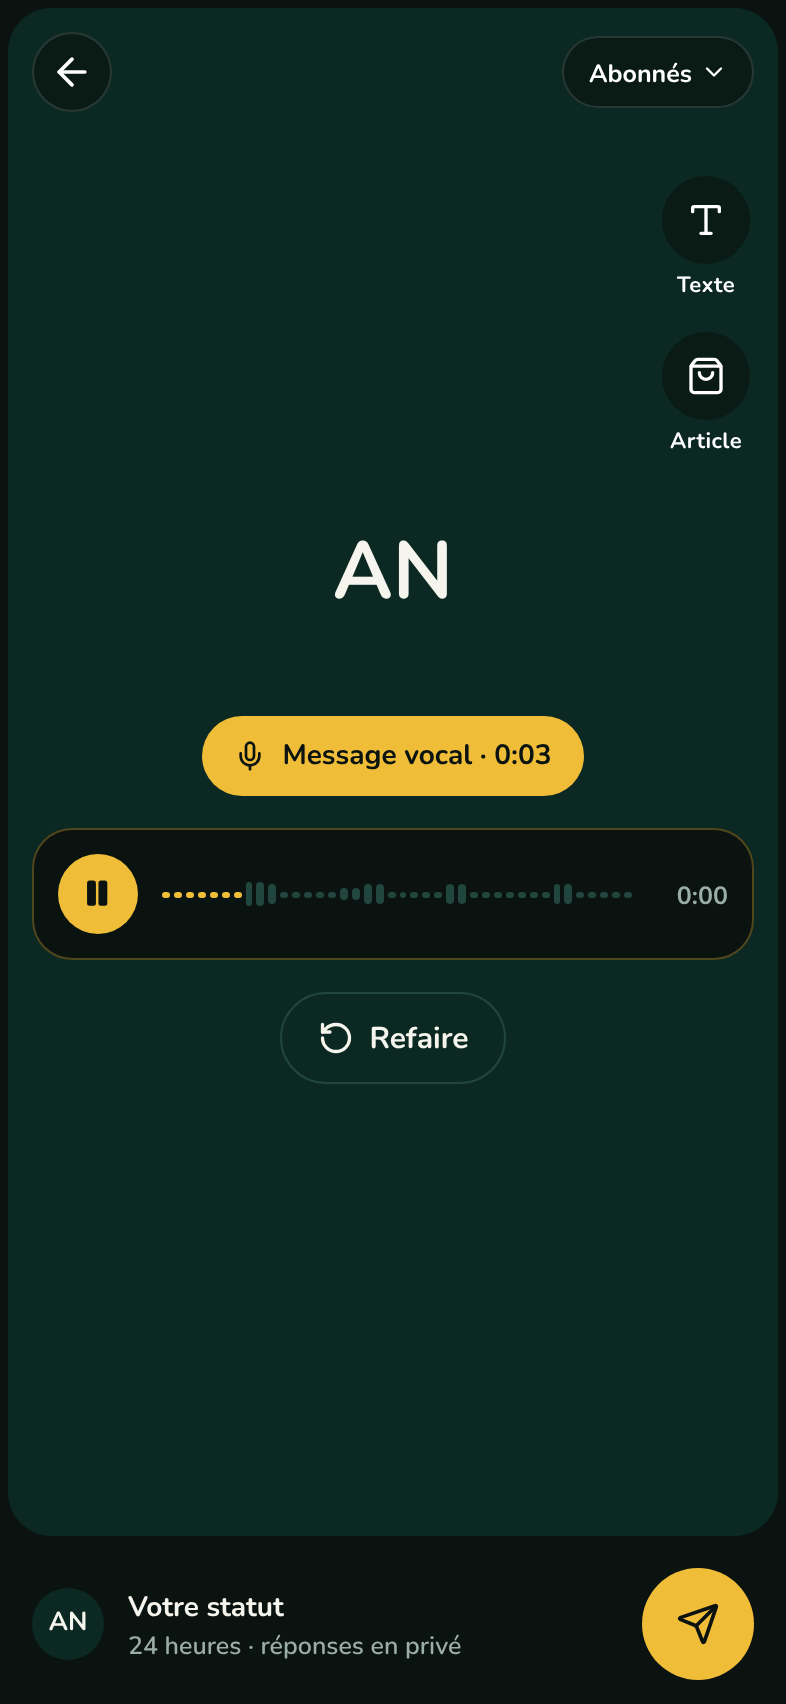 Abonnés
Texte
Article
AN
Message vocal · 0:03
0:00
Refaire
AN
Votre statut
24 heures · réponses en privé